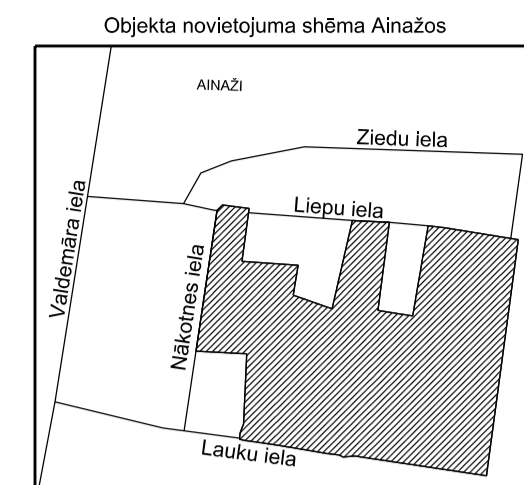 Objekta novietojuma shēma Ainažos
AINAŽI
Ziedu iela
Liepu iela
Valdemāra iela
Nākotnes iela
Lauku iela